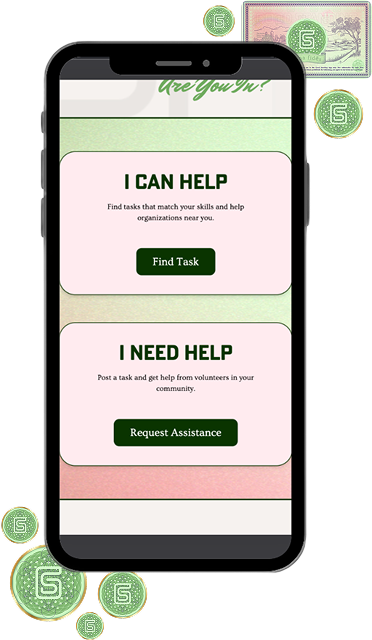 Are You In?
I CAN HELP
Find tasks that match your skills and help
organizations near you.
Find Task
I NEED HELP
Post a task and get help from volunteers in your
community.
Request Assistance